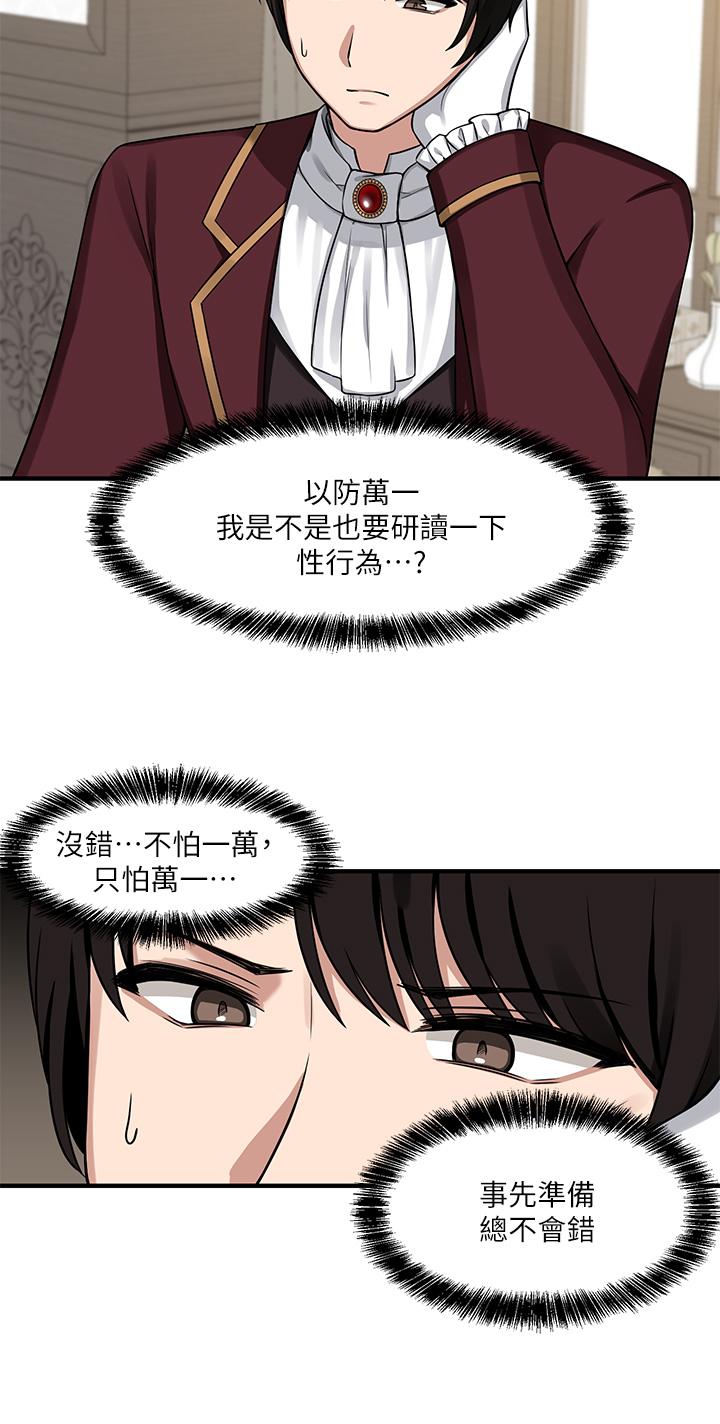 以防萬一
我是不是也要研讀一下
性行為…?
沒錯…不怕一萬，
只怕萬一…
事先準備
總不會錯